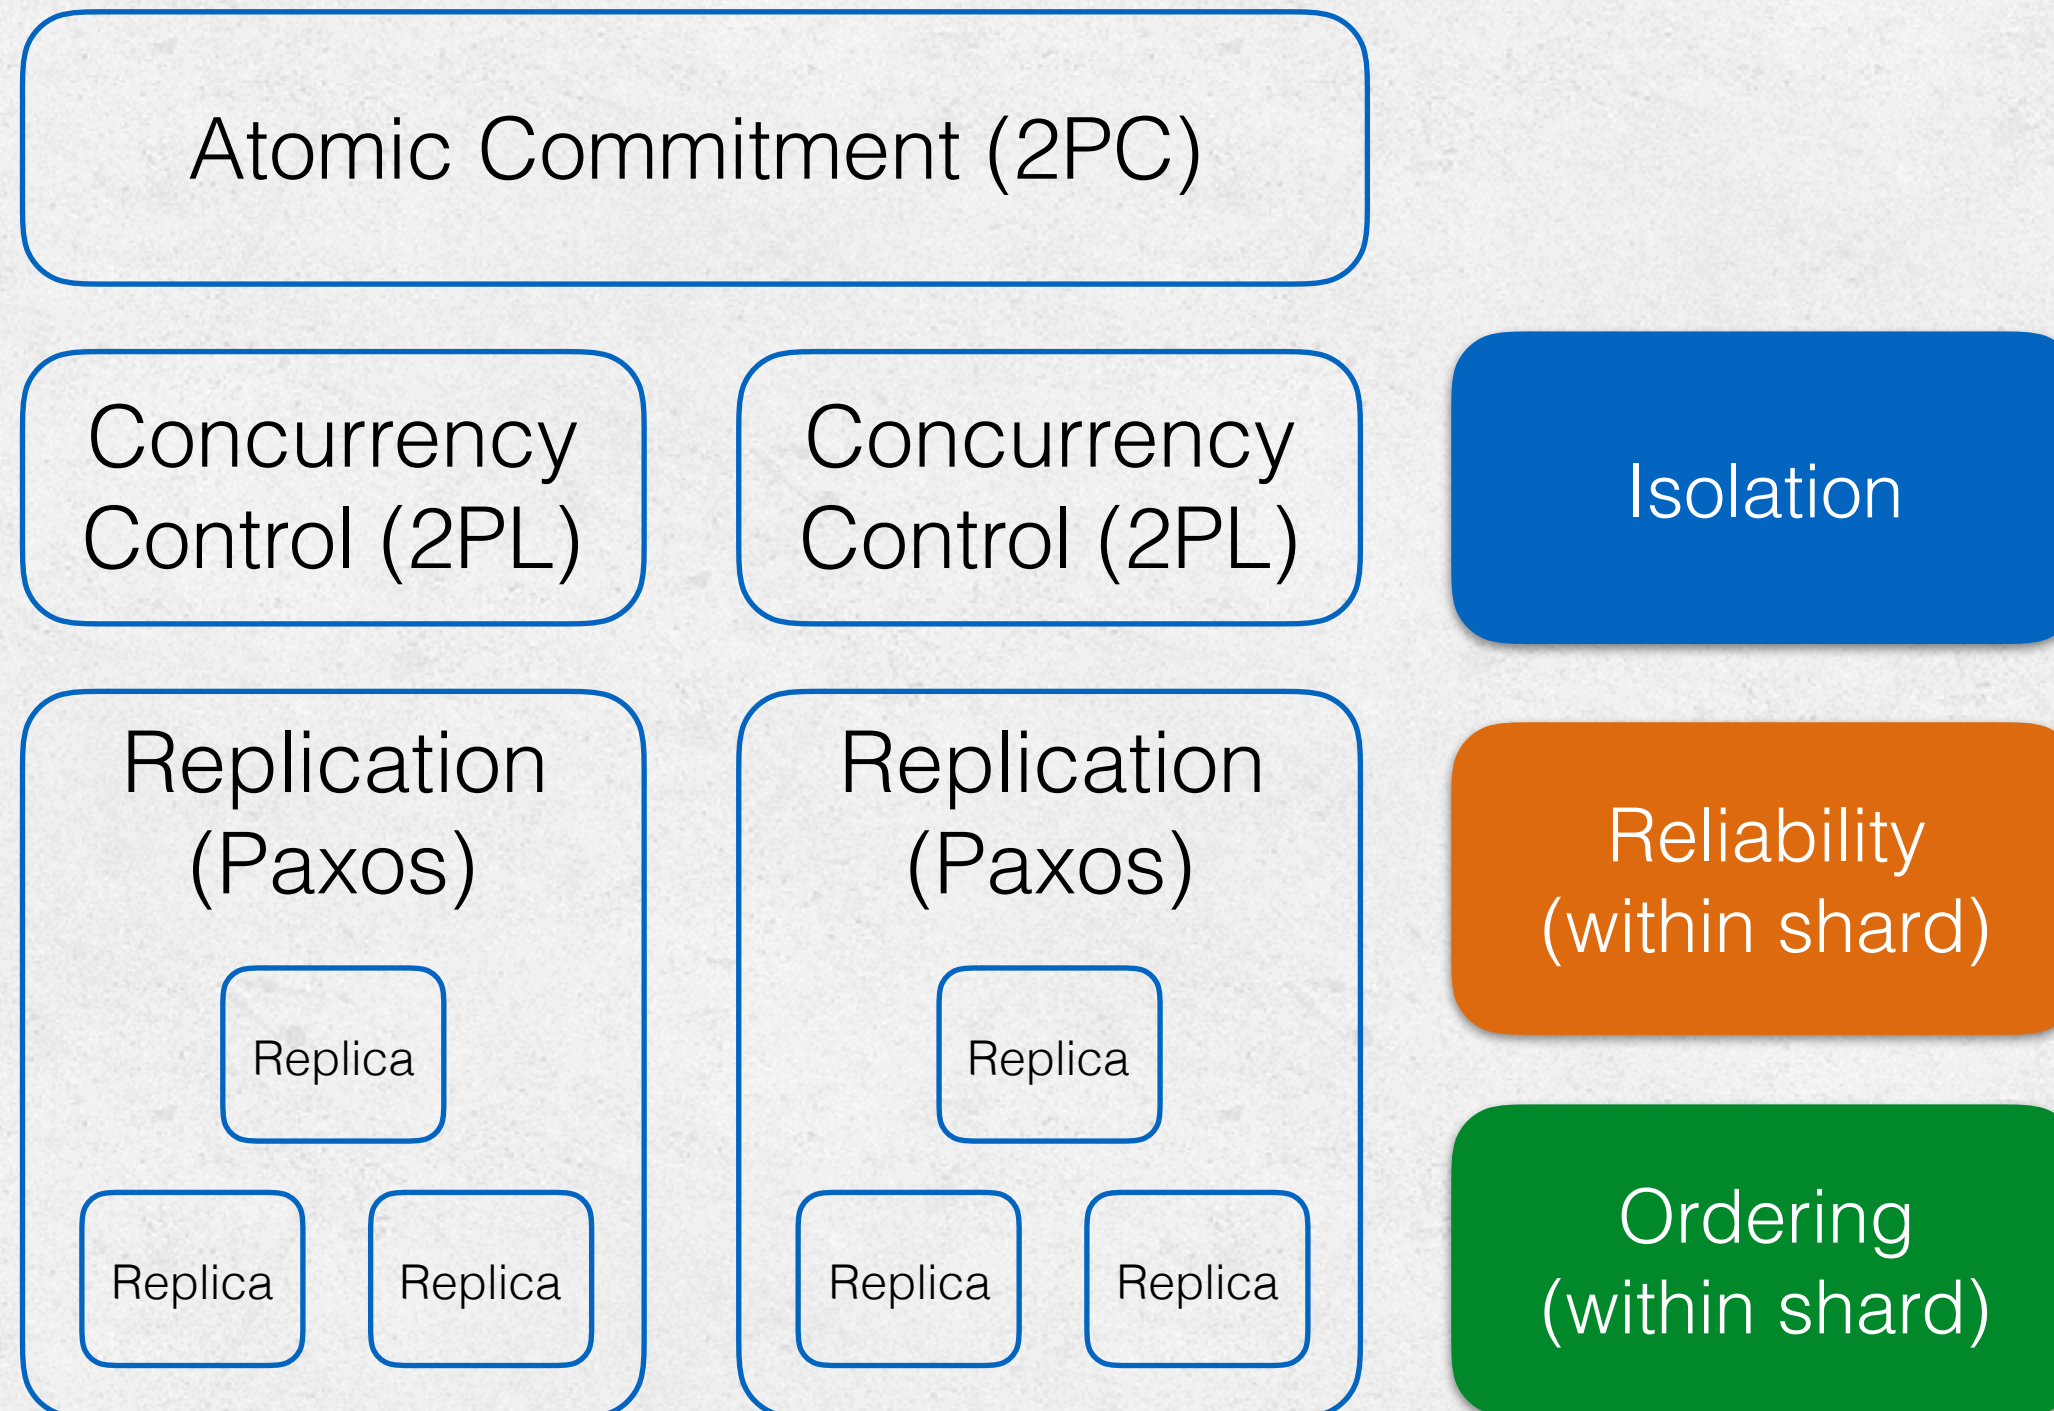 Atomic Commitment (2PC)
Concurrency
Control (2PL)
Concurrency
Control (2PL)
Isolation
Replication
(Paxos)
Replica
Replica
Replica
Replication
(Paxos)
Replica
Replica
Replica
Reliability
(within shard)
Ordering
(within shard)